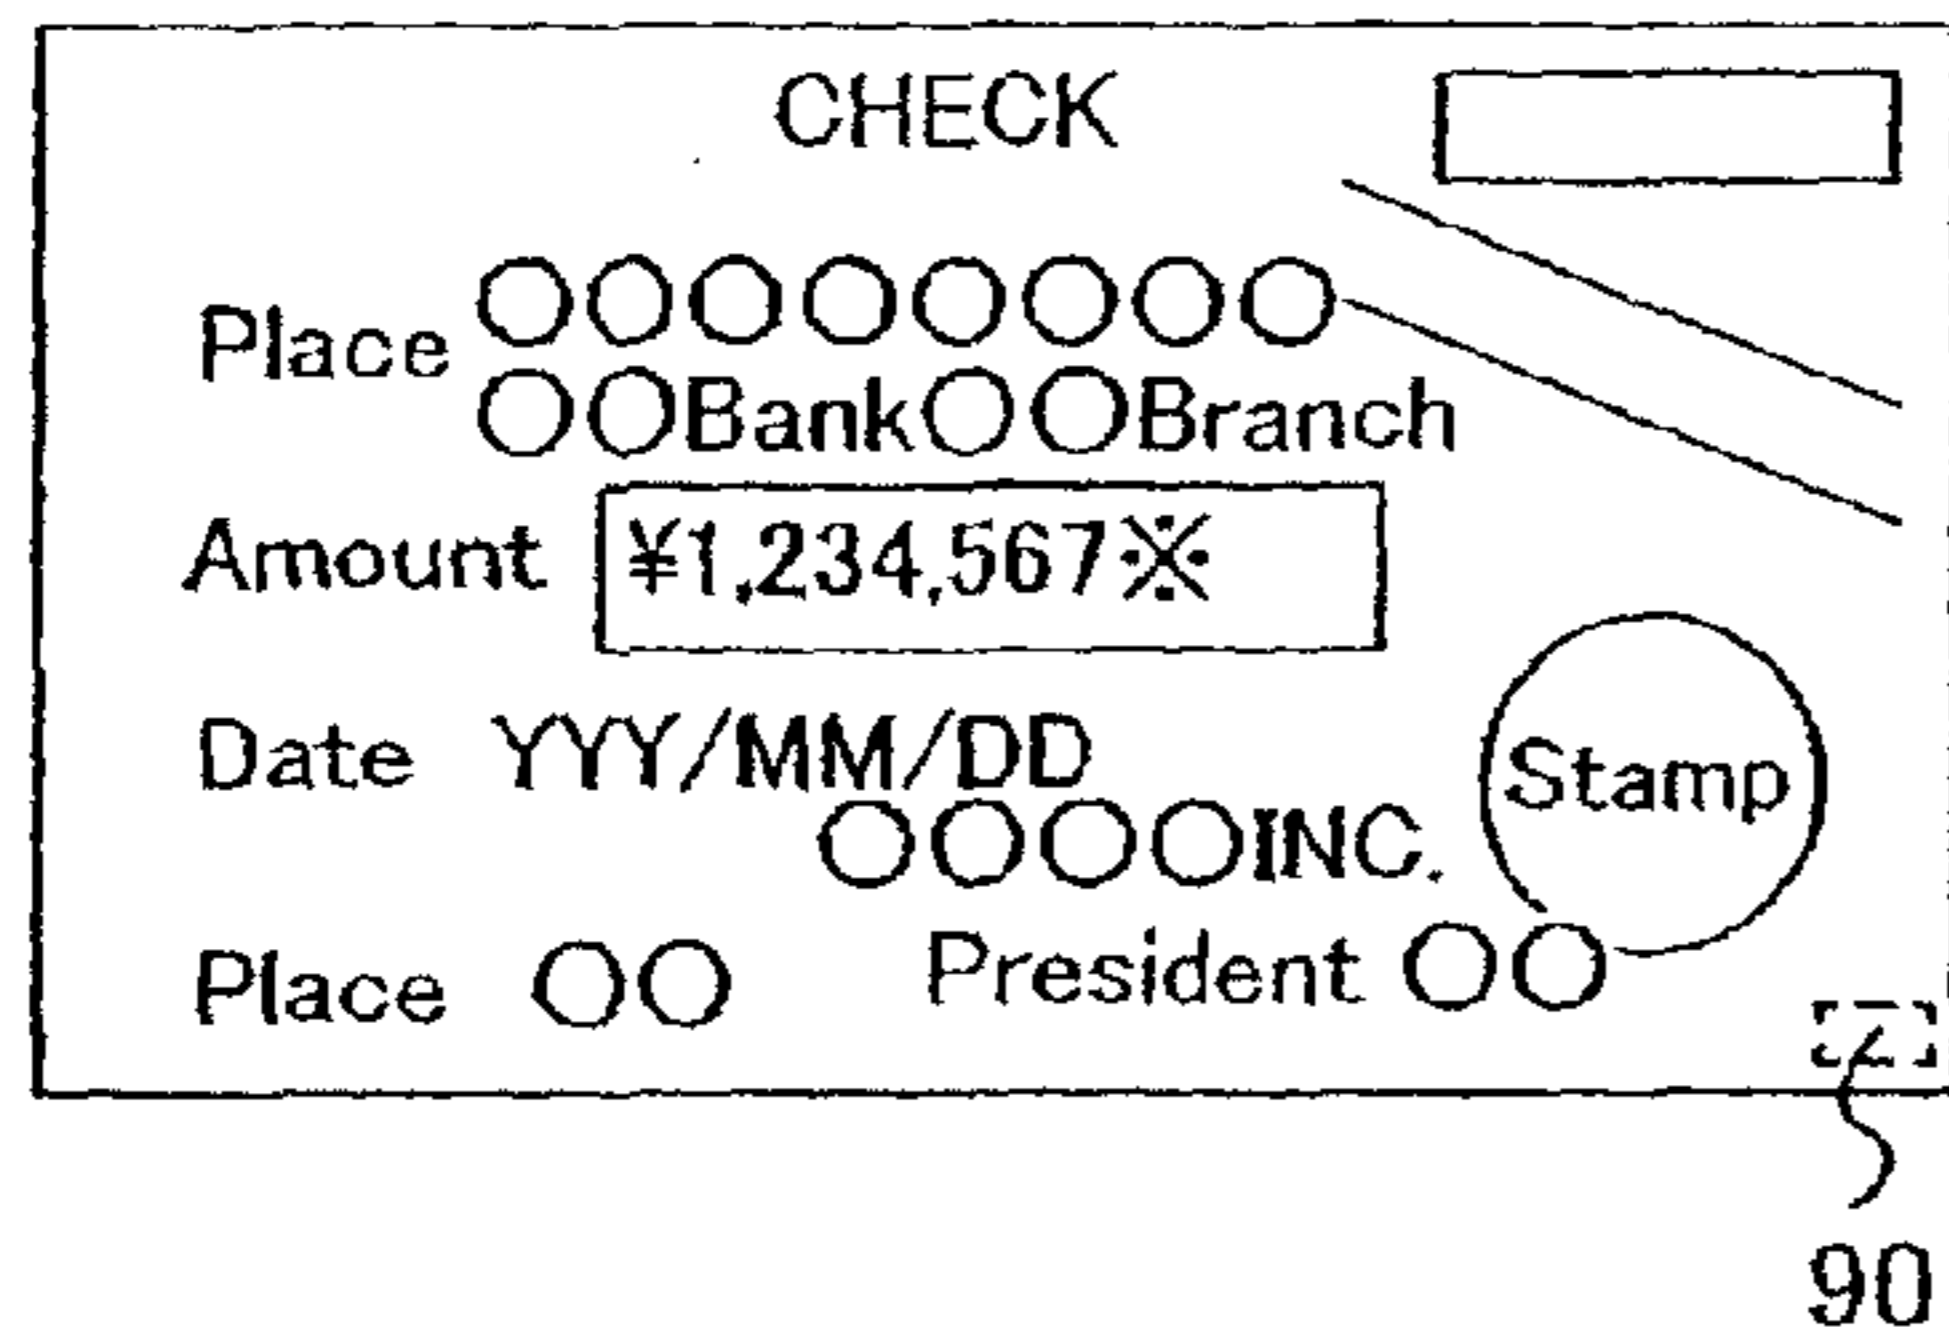 CHECK
Place ○○○○○○○○
○○Bank○○Branch
Amount ¥1,234,567※
Date YYY/MM/DD
Stamp
○○○○INC.
Place ○○ President ○○
90